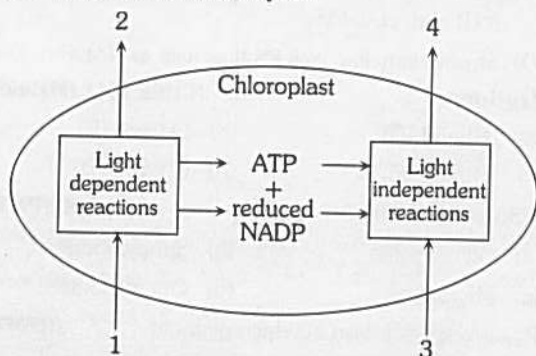 2
4
Chloroplast
Light
dependent
reactions
ATP
+
reduced
NADP
Light
independent
reactions
1
3